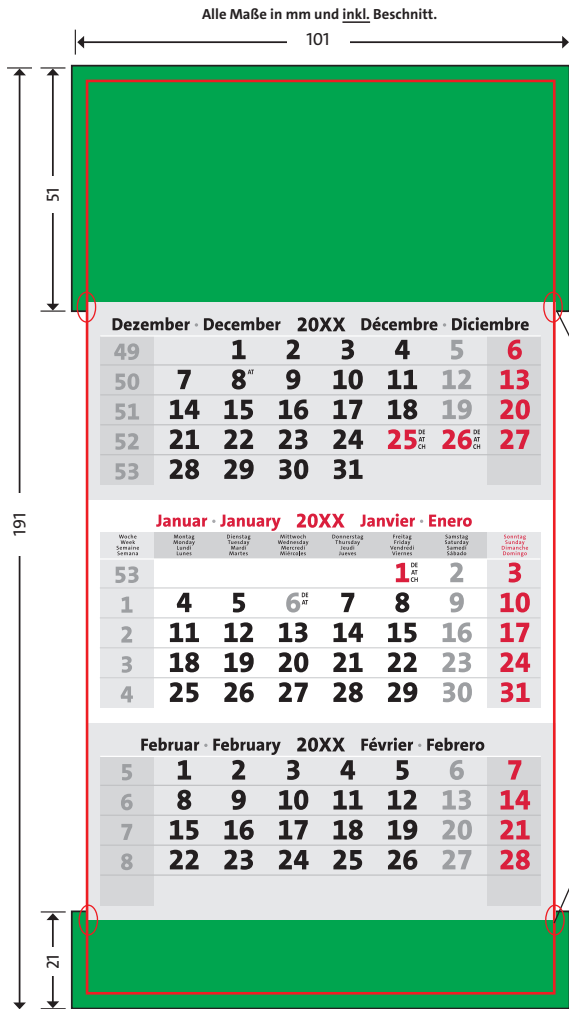 Alle Maße in mm und inkl. Beschnitt.
101
51
191
21
Dezember · December 20XX Décembre · Diciembre
49 1 2 3 4 5 6
50 7 8 AT 9 10 11 12 13
51 14 15 16 17 18 19 20
52 21 22 23 24 25 DE AT CH 26 DE AT CH 27
53 28 29 30 31
Januar · January 20XX Janvier · Enero
Woche Montag Dienstag Mittwoch Donnerstag Freitag Samstag Sonntag
Week Monday Tuesday Wednesday Thursday Friday Saturday Sunday
Semaine Lundi Mardi Mercredi Jeudi Vendredi Samedi Dimanche
Semana Lunes Martes Miércoles Jueves Viernes Sábado Domingo
53 1 DE AT CH 2 3
1 4 5 6 DE AT 7 8 9 10
2 11 12 13 14 15 16 17
3 18 19 20 21 22 23 24
4 25 26 27 28 29 30 31
Februar · February 20XX Février · Febrero
5 1 2 3 4 5 6 7
6 8 9 10 11 12 13 14
7 15 16 17 18 19 20 21
8 22 23 24 25 26 27 28